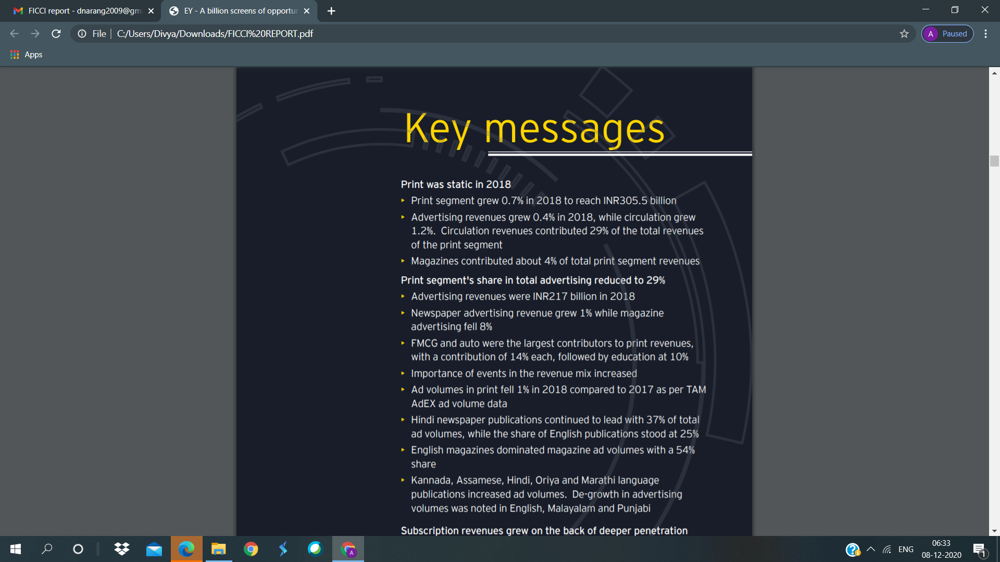 FICCI report - dnarang2009@gm
EY - A billion screens of opportun
File
C:/Users/Divya/Downloads/FICCI%20REPORT.pdf
A
Paused
Apps
Key messages
Print was static in 2018
Print segment grew 0.7% in 2018 to reach INR305.5 billion
Advertising revenues grew 0.4% in 2018, while circulation grew
1.2%.  Circulation revenues contributed 29% of the total revenues
of the print segment
Magazines contributed about 4% of total print segment revenues
Print segment's share in total advertising reduced to 29%
Advertising revenues were INR217 billion in 2018
Newspaper advertising revenue grew 1% while magazine
advertising fell 8%
FMCG and auto were the largest contributors to print revenues,
with a contribution of 14% each, followed by education at 10%
Importance of events in the revenue mix increased
Ad volumes in print fell 1% in 2018 compared to 2017 as per TAM
AdEX ad volume data
Hindi newspaper publications continued to lead with 37% of total
ad volumes, while the share of English publications stood at 25%
English magazines dominated magazine ad volumes with a 54%
share
Kannada, Assamese, Hindi, Oriya and Marathi language
publications increased ad volumes.  De-growth in advertising
volumes was noted in English, Malayalam and Punjabi
Subscription revenues grew on the back of deeper penetration
A
ENG
06:33
08-12-2020
1